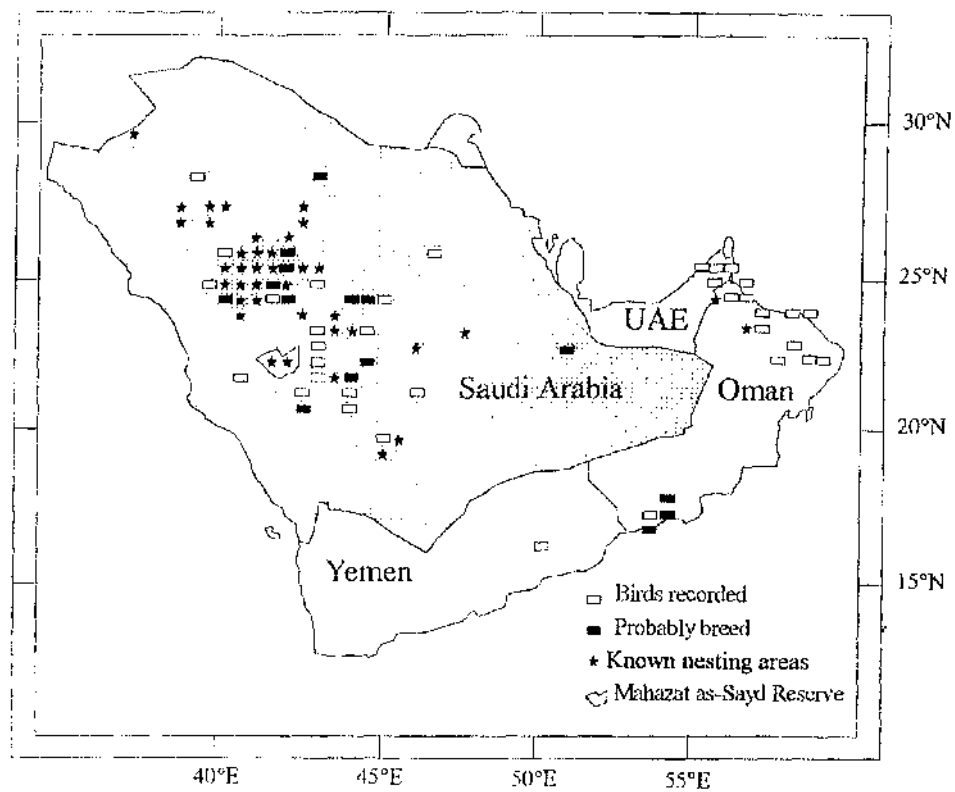 30°N
25°N
UAE
Saudi Arabia
Oman
20°N
Yemen
15°N
Birds recorded
Probably breed
Known nesting areas
Mahazat as-Sayd Reserve
40°E 45°E 50°E 55°E